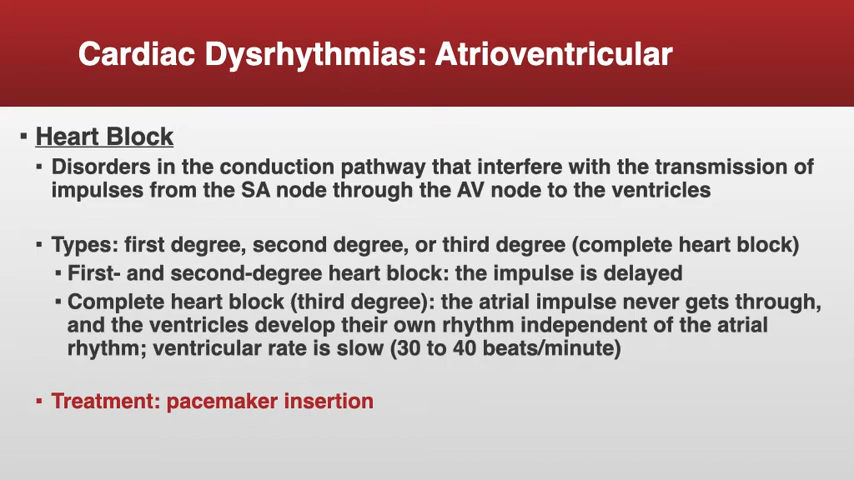 Cardiac Dysrhythmias: Atrioventricular
▪ Heart Block
▪ Disorders in the conduction pathway that interfere with the transmission of
impulses from the SA node through the AV node to the ventricles
▪ Types: first degree, second degree, or third degree (complete heart block)
▪ First- and second-degree heart block: the impulse is delayed
▪ Complete heart block (third degree): the atrial impulse never gets through,
and the ventricles develop their own rhythm independent of the atrial
rhythm; ventricular rate is slow (30 to 40 beats/minute)
▪ Treatment: pacemaker insertion